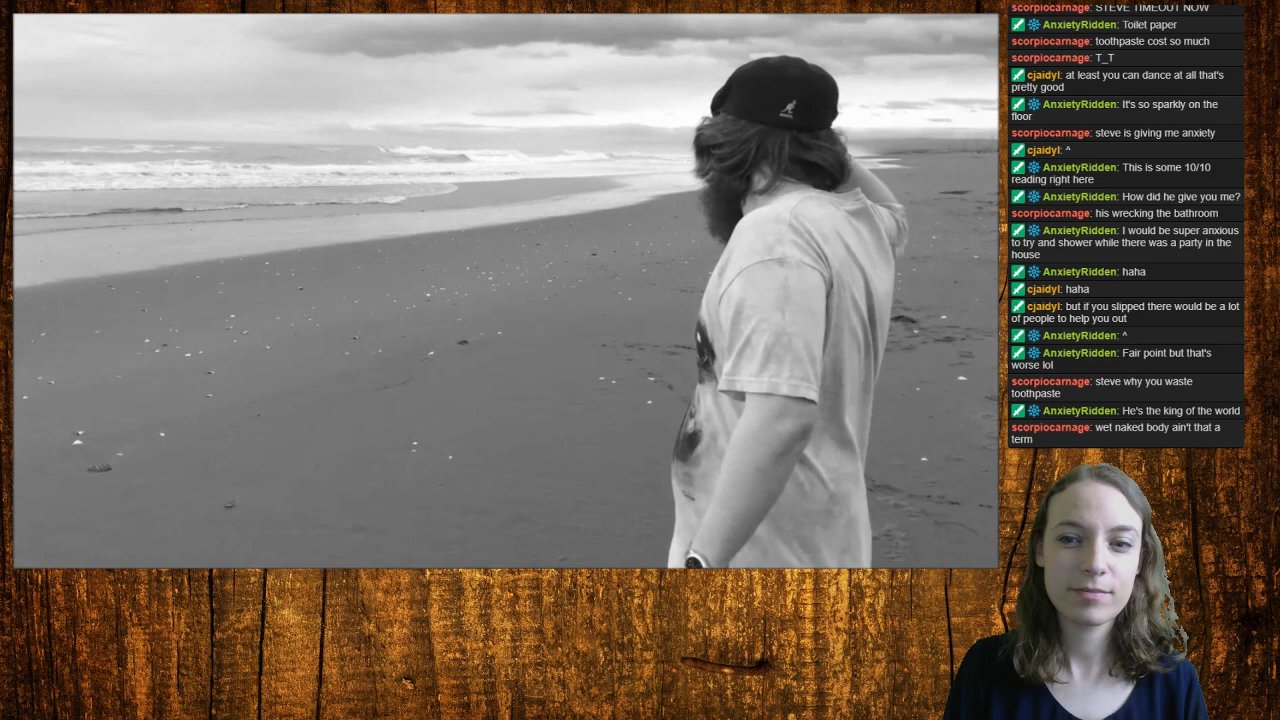 scorpiocarnage: STEVE TIMEOUT NOW
AnxietyRidden: Toilet paper
scorpiocarnage: toothpaste cost so much
scorpiocarnage: T_T
cjaidyl: at least you can dance at all that's
pretty good
AnxietyRidden: It's so sparkly on the
floor
scorpiocarnage: steve is giving me anxiety
cjaidyl: ^
AnxietyRidden: This is some 10/10
reading right here
AnxietyRidden: How did he give you me?
scorpiocarnage: his wrecking the bathroom
AnxietyRidden: I would be super anxious
to try and shower while there was a party in the
house
AnxietyRidden: haha
cjaidyl: haha
cjaidyl: but if you slipped there would be a lot
of people to help you out
AnxietyRidden: ^
AnxietyRidden: Fair point but that's
worse lol
scorpiocarnage: steve why you waste
toothpaste
AnxietyRidden: He's the king of the world
scorpiocarnage: wet naked body ain't that a
term